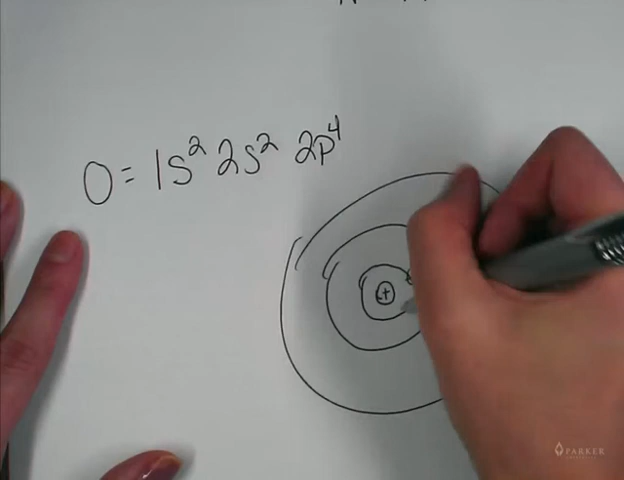 O = 1s² 2s² 2p⁴
+
PARKER